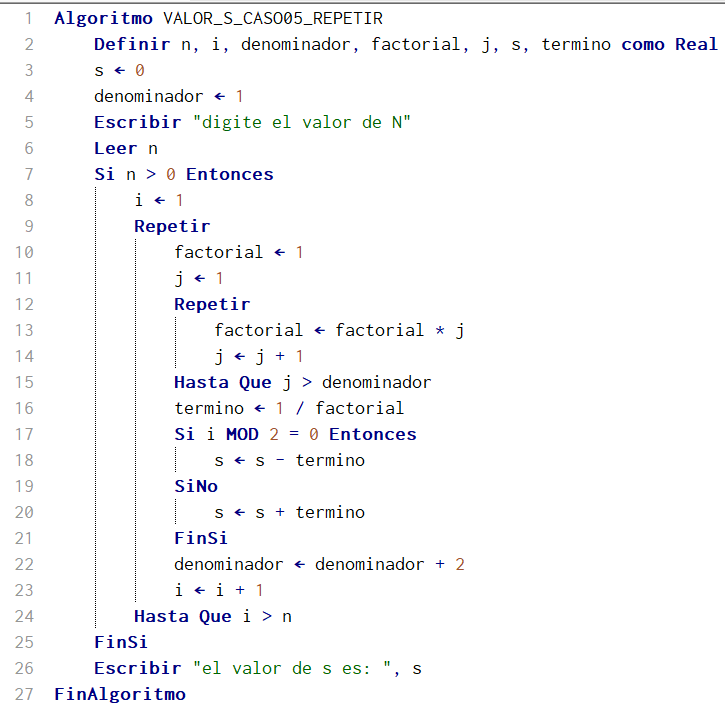 1 Algoritmo VALOR_S_CASO05_REPETIR
2 Definir n, i, denominador, factorial, j, s, termino como Real
3 s ← 0
4 denominador ← 1
5 Escribir "digite el valor de N"
6 Leer n
7 Si n > 0 Entonces
8 i ← 1
9 Repetir
10 factorial ← 1
11 j ← 1
12 Repetir
13 factorial ← factorial * j
14 j ← j + 1
15 Hasta Que j > denominador
16 termino ← 1 / factorial
17 Si i MOD 2 = 0 Entonces
18 s ← s - termino
19 SiNo
20 s ← s + termino
21 FinSi
22 denominador ← denominador + 2
23 i ← i + 1
24 Hasta Que i > n
25 FinSi
26 Escribir "el valor de s es: ", s
27 FinAlgoritmo